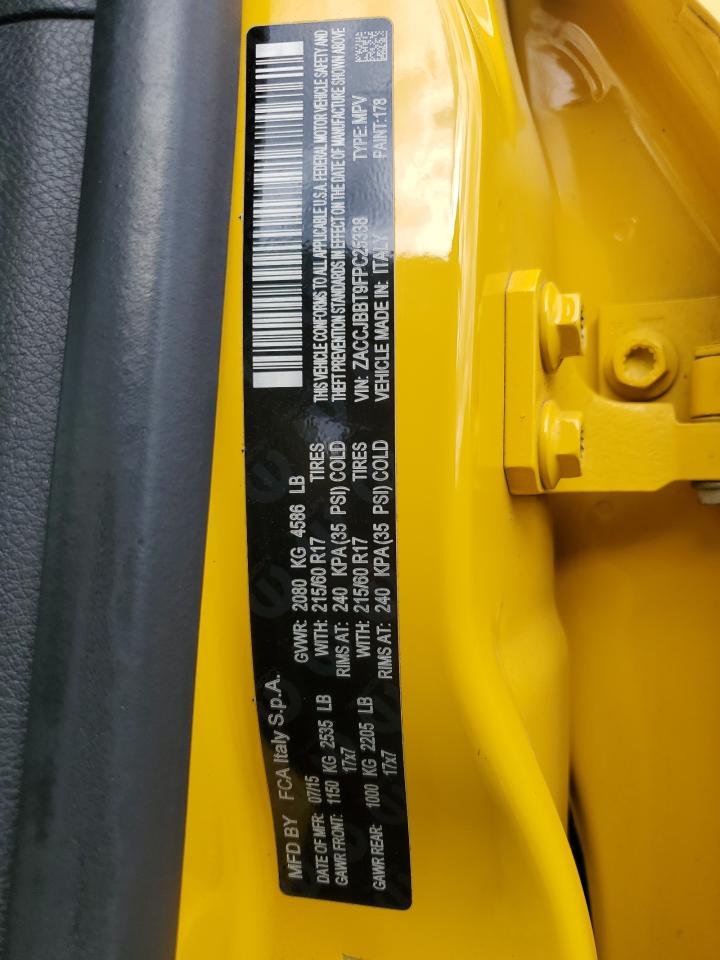 MFD BY FCA Italy S.p.A.
DATE OF MFR: 07/15 GVWR: 2080 KG 4586 LB
GAWR FRONT: 1150 KG 2535 LB WITH: 215/60 R17 TIRES
17x7 RIMS AT: 240 KPA(35 PSI) COLD
GAWR REAR: 1000 KG 2205 LB WITH: 215/60 R17 TIRES
17x7 RIMS AT: 240 KPA(35 PSI) COLD
THIS VEHICLE CONFORMS TO ALL APPLICABLE U.S.A. FEDERAL MOTOR VEHICLE SAFETY AND
THEFT PREVENTION STANDARDS IN EFFECT ON THE DATE OF MANUFACTURE SHOWN ABOVE
VIN: ZACCJBBT9FPC25338 TYPE: MPV
VEHICLE MADE IN: ITALY PAINT:178